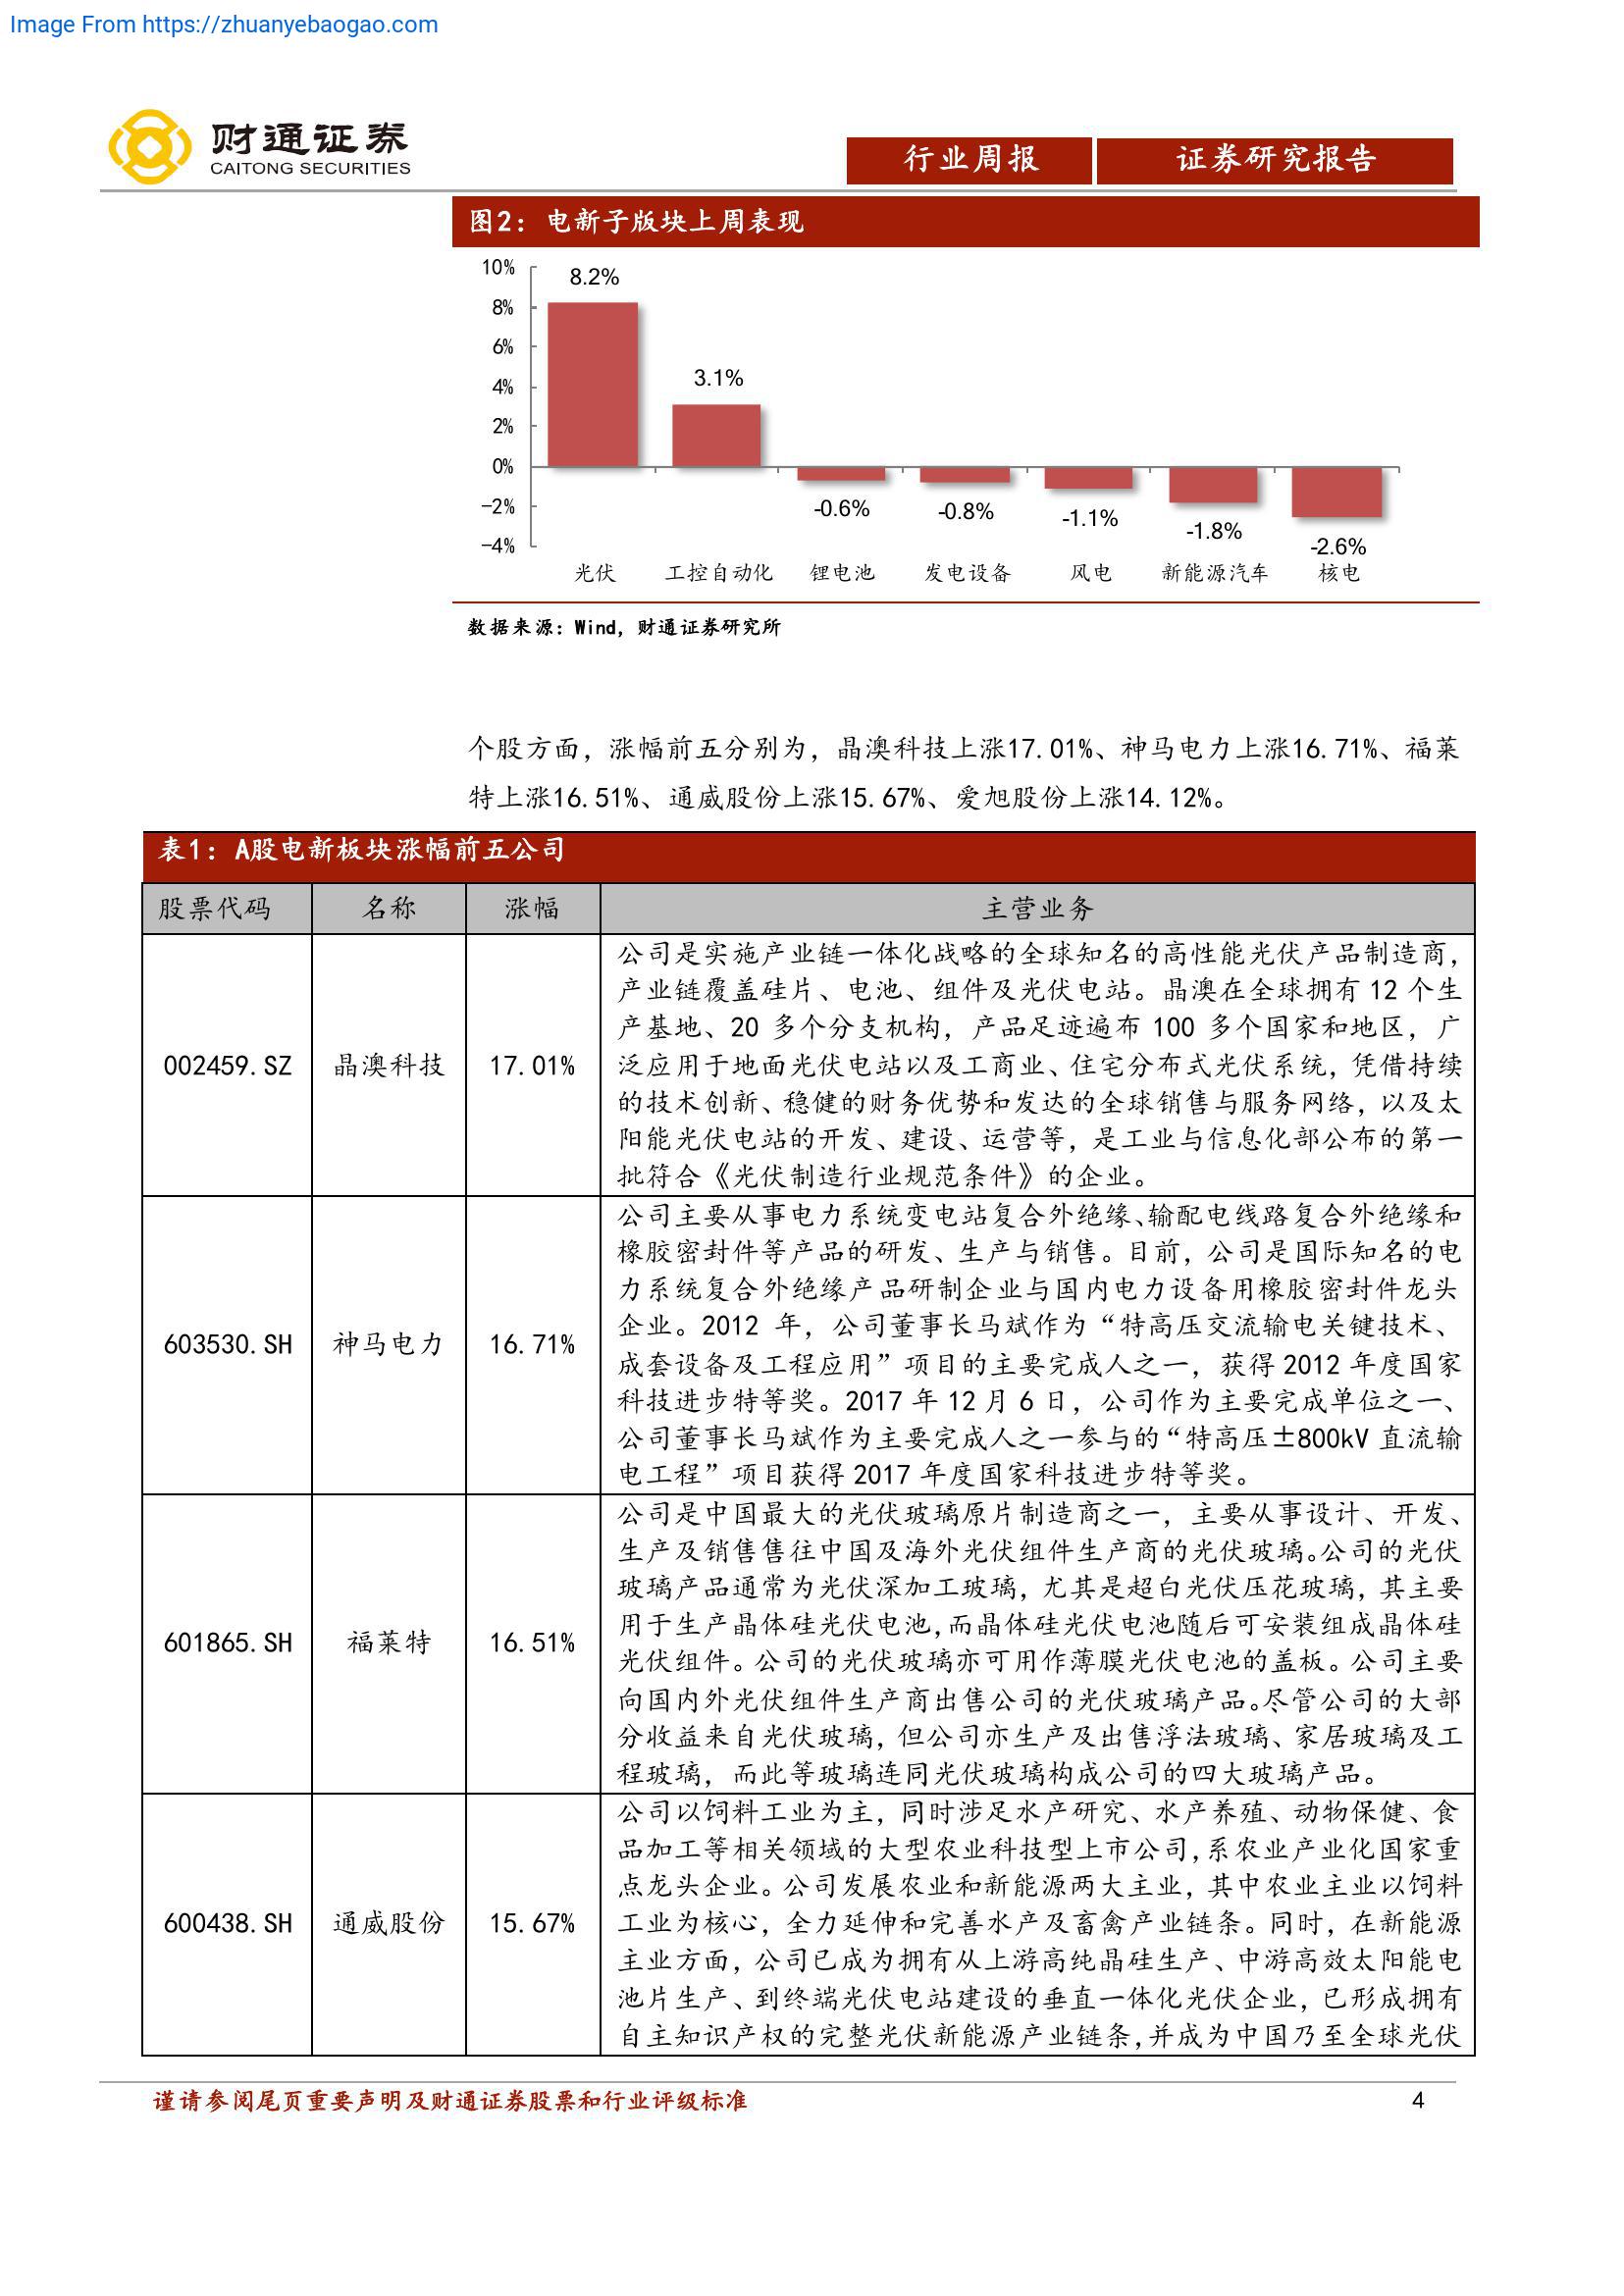 Image From https://zhuanyebaogao.com
财通证券
CAITONG SECURITIES
行业周报
证券研究报告
图2：电新子版块上周表现
10%
8%
6%
4%
2%
0%
-2%
-4%
8.2%
3.1%
-0.6%
-0.8%
-1.1%
-1.8%
-2.6%
光伏
工控自动化
锂电池
发电设备
风电
新能源汽车
核电
数据来源：Wind，财通证券研究所
个股方面，涨幅前五分别为，晶澳科技上涨17.01%、神马电力上涨16.71%、福莱
特上涨16.51%、通威股份上涨15.67%、爱旭股份上涨14.12%。
表1：A股电新板块涨幅前五公司
股票代码
名称
涨幅
主营业务
002459.SZ
晶澳科技
17.01%
公司是实施产业链一体化战略的全球知名的高性能光伏产品制造商，
产业链覆盖硅片、电池、组件及光伏电站。晶澳在全球拥有 12 个生
产基地、20 多个分支机构，产品足迹遍布 100 多个国家和地区，广
泛应用于地面光伏电站以及工商业、住宅分布式光伏系统，凭借持续
的技术创新、稳健的财务优势和发达的全球销售与服务网络，以及太
阳能光伏电站的开发、建设、运营等，是工业与信息化部公布的第一
批符合《光伏制造行业规范条件》的企业。
603530.SH
神马电力
16.71%
公司主要从事电力系统变电站复合外绝缘、输配电线路复合外绝缘和
橡胶密封件等产品的研发、生产与销售。目前，公司是国际知名的电
力系统复合外绝缘产品研制企业与国内电力设备用橡胶密封件龙头
企业。2012 年，公司董事长马斌作为“特高压交流输电关键技术、
成套设备及工程应用”项目的主要完成人之一，获得 2012 年度国家
科技进步特等奖。2017 年 12 月 6 日，公司作为主要完成单位之一、
公司董事长马斌作为主要完成人之一参与的“特高压±800kV 直流输
电工程”项目获得 2017 年度国家科技进步特等奖。
601865.SH
福莱特
16.51%
公司是中国最大的光伏玻璃原片制造商之一，主要从事设计、开发、
生产及销售售往中国及海外光伏组件生产商的光伏玻璃。公司的光伏
玻璃产品通常为光伏深加工玻璃，尤其是超白光伏压花玻璃，其主要
用于生产晶体硅光伏电池，而晶体硅光伏电池随后可安装组成晶体硅
光伏组件。公司的光伏玻璃亦可用作薄膜光伏电池的盖板。公司主要
向国内外光伏组件生产商出售公司的光伏玻璃产品。尽管公司的大部
分收益来自光伏玻璃，但公司亦生产及出售浮法玻璃、家居玻璃及工
程玻璃，而此等玻璃连同光伏玻璃构成公司的四大玻璃产品。
600438.SH
通威股份
15.67%
公司以饲料工业为主，同时涉足水产研究、水产养殖、动物保健、食
品加工等相关领域的大型农业科技型上市公司，系农业产业化国家重
点龙头企业。公司发展农业和新能源两大主业，其中农业主业以饲料
工业为核心，全力延伸和完善水产及畜禽产业链条。同时，在新能源
主业方面，公司已成为拥有从上游高纯晶硅生产、中游高效太阳能电
池片生产、到终端光伏电站建设的垂直一体化光伏企业，已形成拥有
自主知识产权的完整光伏新能源产业链条，并成为中国乃至全球光伏
谨请参阅尾页重要声明及财通证券股票和行业评级标准
4